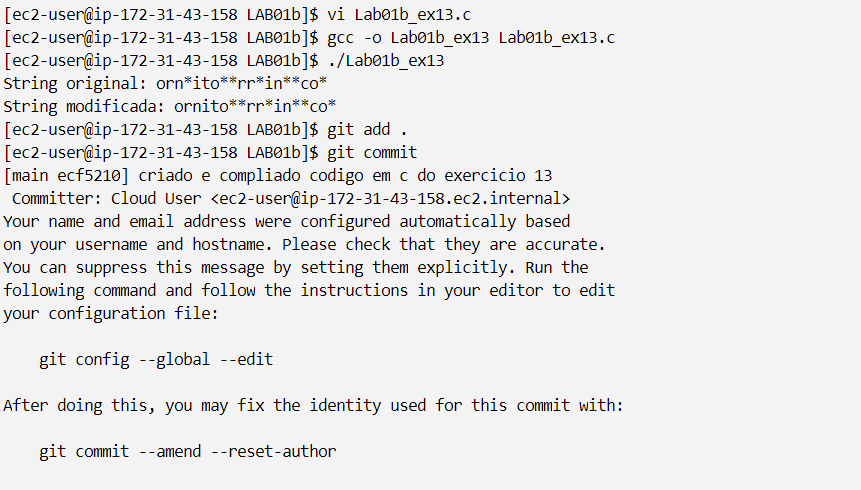 [ec2-user@ip-172-31-43-158 LAB01b]$ vi Lab01b_ex13.c
[ec2-user@ip-172-31-43-158 LAB01b]$ gcc -o Lab01b_ex13 Lab01b_ex13.c
[ec2-user@ip-172-31-43-158 LAB01b]$ ./Lab01b_ex13
String original: orn*ito**rr*in**co*
String modificada: ornito**rr*in**co*
[ec2-user@ip-172-31-43-158 LAB01b]$ git add .
[ec2-user@ip-172-31-43-158 LAB01b]$ git commit
[main ecf5210] criado e compliado codigo em c do exercicio 13
 Committer: Cloud User <ec2-user@ip-172-31-43-158.ec2.internal>
Your name and email address were configured automatically based
on your username and hostname. Please check that they are accurate.
You can suppress this message by setting them explicitly. Run the
following command and follow the instructions in your editor to edit
your configuration file:
    git config --global --edit
After doing this, you may fix the identity used for this commit with:
    git commit --amend --reset-author